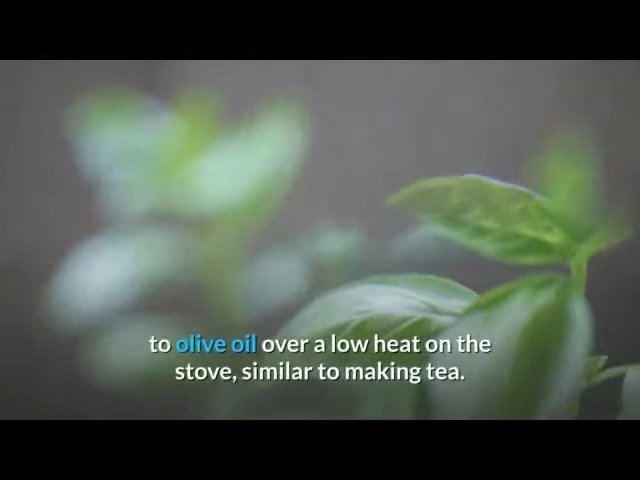 to olive oil over a low heat on the
stove, similar to making tea.